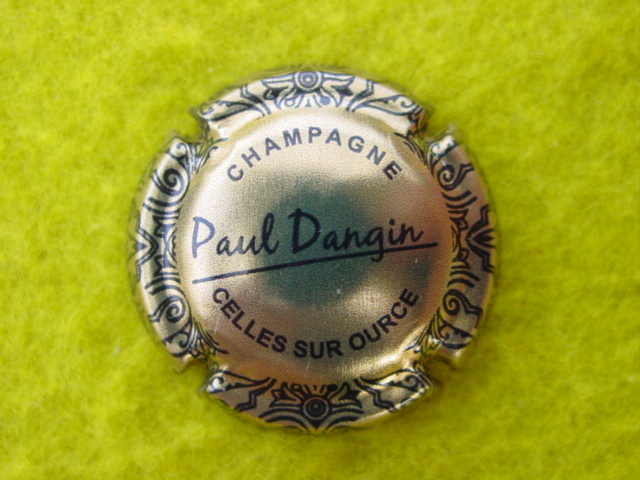 CHAMPAGNE
Paul Dangin
CELLES SUR OURCE